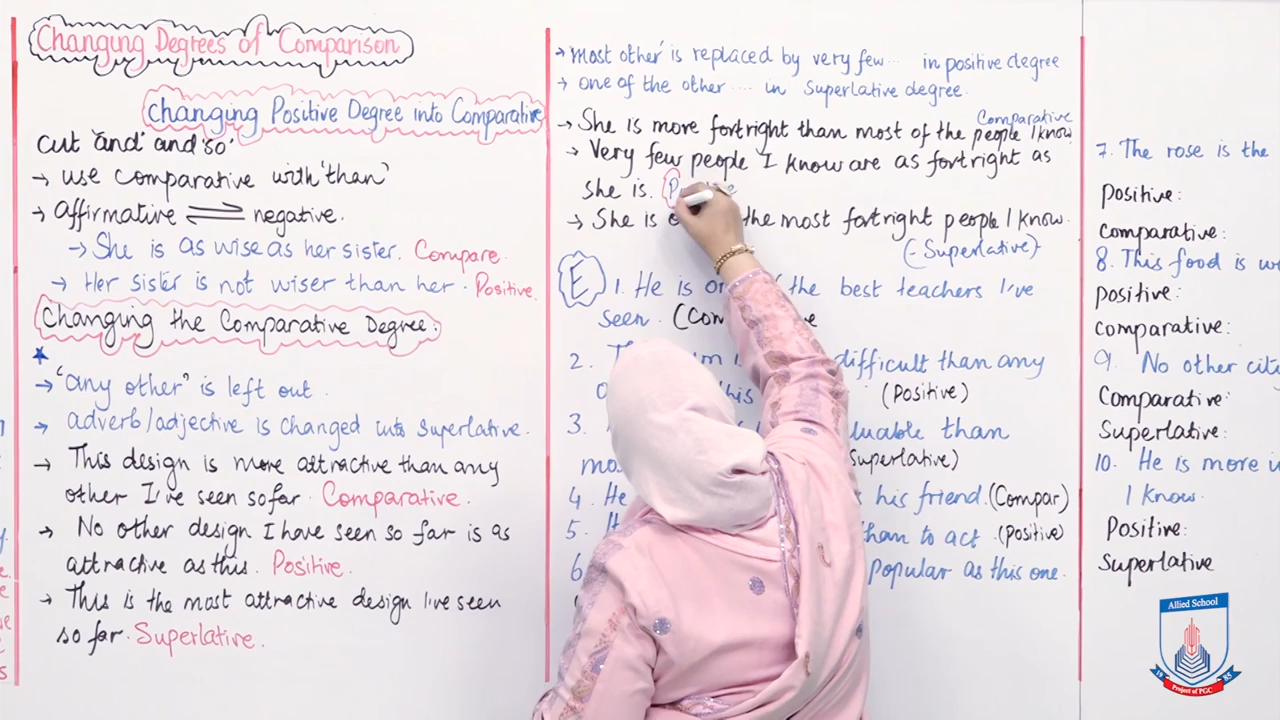 Changing Degrees of Comparison
Changing Positive Degree into Comparative
Cut 'and' and 'so'
→ use comparative with 'than'
→ affirmative ⇌ negative.
→ She is as wise as her sister. Compare.
→ Her sister is not wiser than her. Positive.
Changing the Comparative Degree:
★
→ 'any other' is left out.
→ adverb/adjective is changed into Superlative.
→ This design is more attractive than any
other I've seen so far. Comparative.
→ No other design I have seen so far is as
attractive as this. Positive.
→ This is the most attractive design I've seen
so far. Superlative.
→ most other' is replaced by very few... in positive degree
→ one of the other .... in Superlative degree.
Comparative
→ She is more fortright than most of the people I know
→ Very few people I know are as fortright as
she is.
→ She is the most fortright people I know.
(-Superlative)
E 1. He is the best teachers I've
seen.
2. difficult than any
(Positive)
3. than
(Superlative)
4. He his friend. (Compar)
5. than to act. (Positive)
6 popular as this one.
7. The rose is the
positive:
comparative:
8. This food is
positive:
comparative:
9. No other
Comparative:
Superlative:
10. He is more
I know.
Positive:
Superlative
Allied School
19 85
Project of PGC